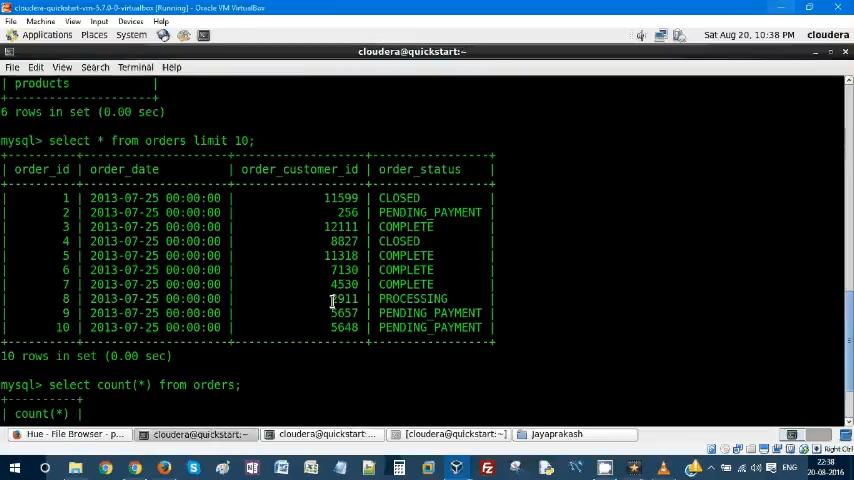 cloudera-quickstart-vm-5.7.0-0-virtualbox [Running] - Oracle VM VirtualBox
File Machine View Input Devices Help
Applications Places System Sat Aug 20, 10:38 PM cloudera
cloudera@quickstart:~
File Edit View Search Terminal Help
| products |
+--------------------+
6 rows in set (0.00 sec)
mysql> select * from orders limit 10;
+----------+---------------------+-------------------+-----------------+
| order_id | order_date | order_customer_id | order_status |
+----------+---------------------+-------------------+-----------------+
| 1 | 2013-07-25 00:00:00 | 11599 | CLOSED |
| 2 | 2013-07-25 00:00:00 | 256 | PENDING_PAYMENT |
| 3 | 2013-07-25 00:00:00 | 12111 | COMPLETE |
| 4 | 2013-07-25 00:00:00 | 8827 | CLOSED |
| 5 | 2013-07-25 00:00:00 | 11318 | COMPLETE |
| 6 | 2013-07-25 00:00:00 | 7130 | COMPLETE |
| 7 | 2013-07-25 00:00:00 | 4530 | COMPLETE |
| 8 | 2013-07-25 00:00:00 | 2911 | PROCESSING |
| 9 | 2013-07-25 00:00:00 | 5657 | PENDING_PAYMENT |
| 10 | 2013-07-25 00:00:00 | 5648 | PENDING_PAYMENT |
+----------+---------------------+-------------------+-----------------+
10 rows in set (0.00 sec)
mysql> select count(*) from orders;
+----------+
| count(*) |
Hue - File Browser - p... cloudera@quickstart:~ cloudera@quickstart:... [cloudera@quickstart:~] Jayaprakash
Right Ctrl
ENG
22:38
20-08-2016